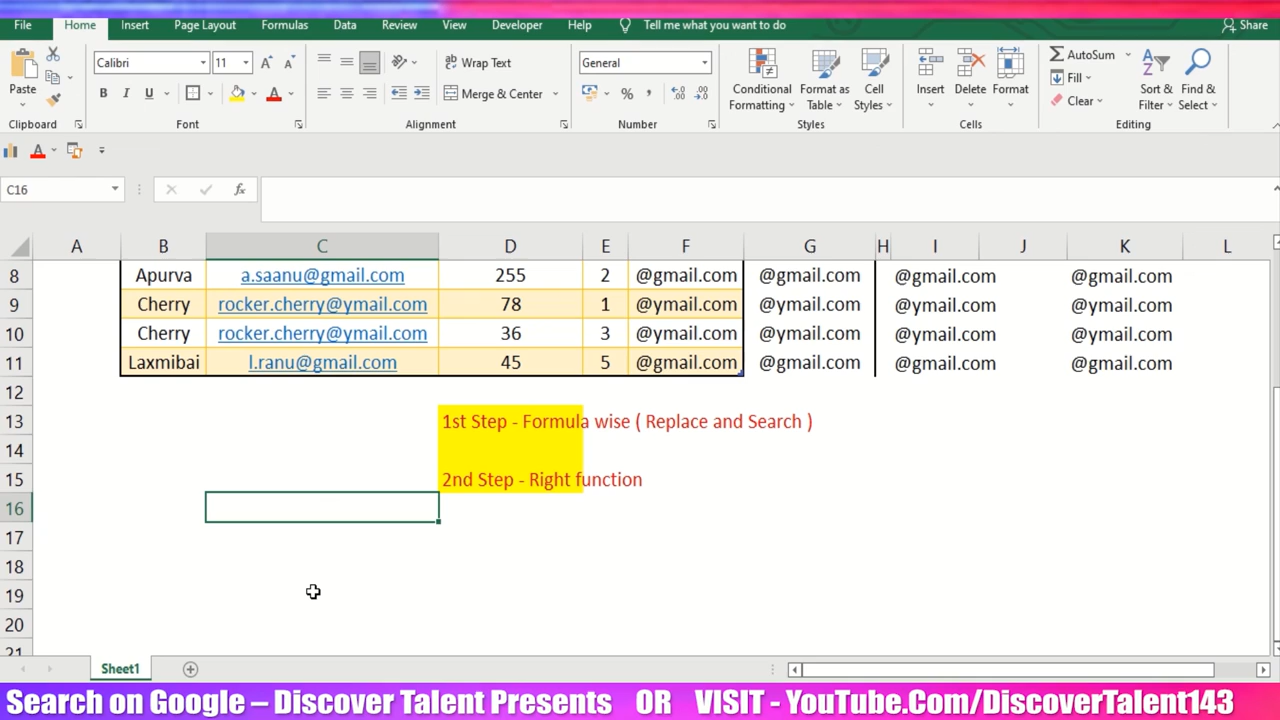 File Home Insert Page Layout Formulas Data Review View Developer Help Tell me what you want to do Share
Calibri 11 Wrap Text General AutoSum
Paste Merge & Center Conditional Formatting Format as Table Cell Styles Insert Delete Format Fill Clear Sort & Filter Find & Select
Clipboard Font Alignment Number Styles Cells Editing
C16 fx
A B C D E F G H I J K L
8 Apurva a.saanu@gmail.com 255 2 @gmail.com @gmail.com @gmail.com @gmail.com
9 Cherry rocker.cherry@ymail.com 78 1 @ymail.com @ymail.com @ymail.com @ymail.com
10 Cherry rocker.cherry@ymail.com 36 3 @ymail.com @ymail.com @ymail.com @ymail.com
11 Laxmibai l.ranu@gmail.com 45 5 @gmail.com @gmail.com @gmail.com @gmail.com
12
13 1st Step - Formula wise ( Replace and Search )
14
15 2nd Step - Right function
16
17
18
19
20
21
Sheet1
Search on Google – Discover Talent Presents OR VISIT - YouTube.Com/DiscoverTalent143